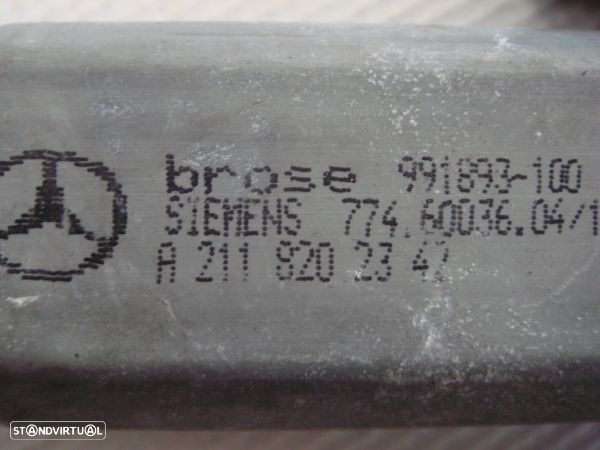 brose 991893-100
SIEMENS 774.60036.04/1
A 211 820 23 42
STANDVIRTUAL